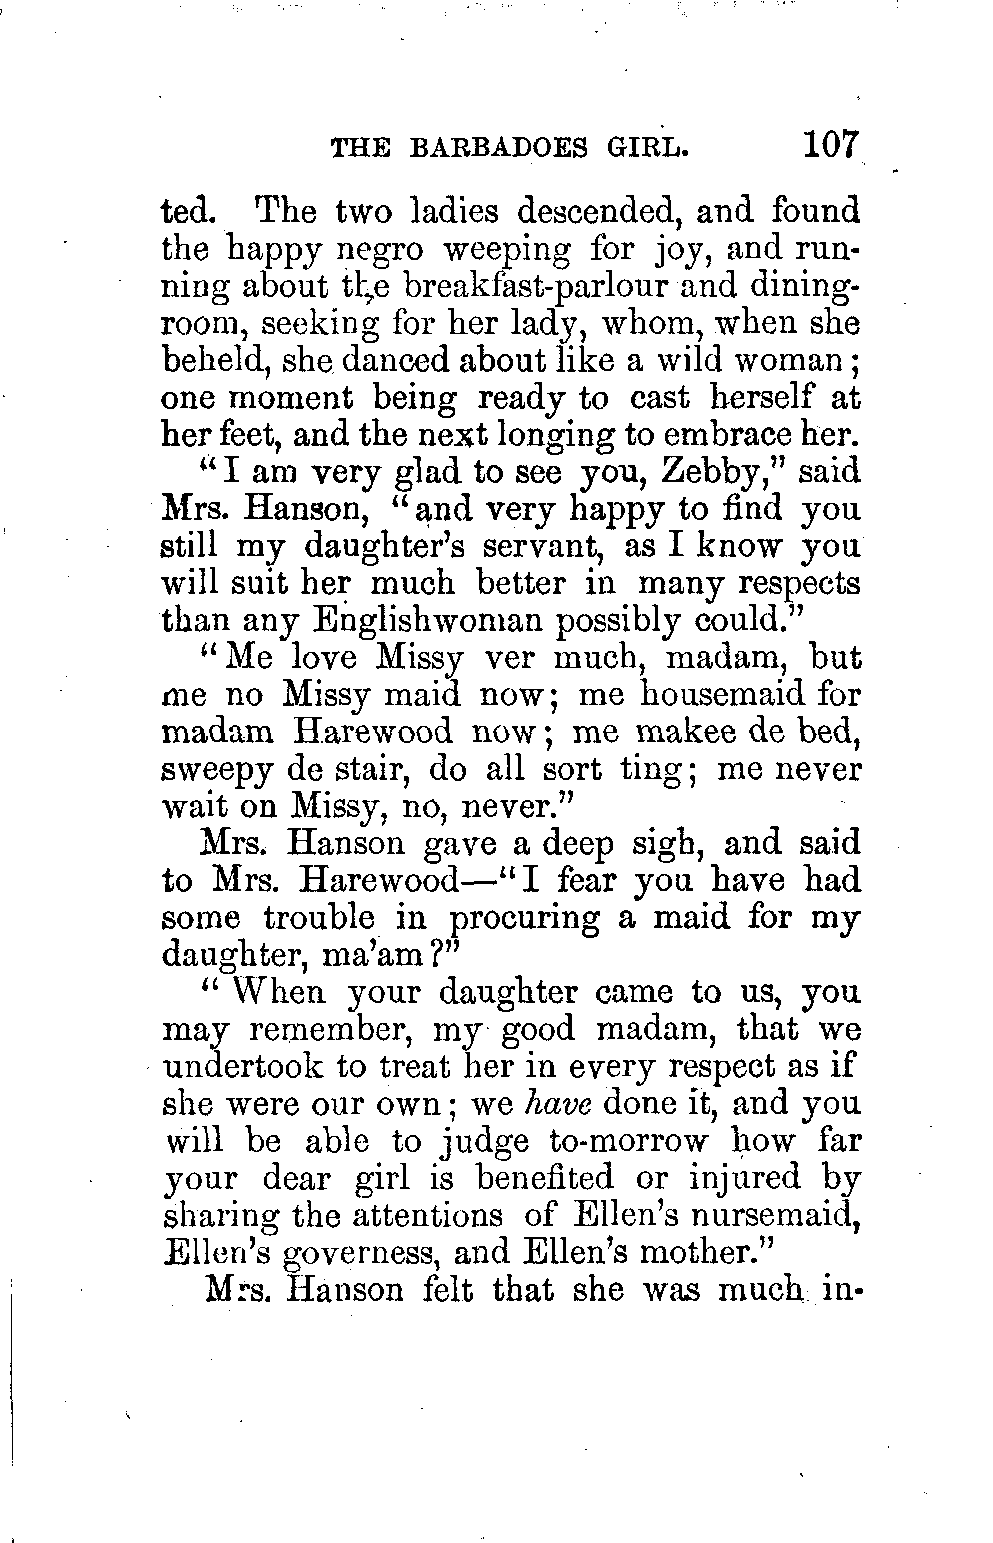 THE BARBADOES GIRL. 107
ted. The two ladies descended, and found
the happy negro weeping for joy, and run-
ning about the breakfast-parlour and dining-
room, seeking for her lady, whom, when she
beheld, she danced about like a wild woman;
one moment being ready to cast herself at
her feet, and the next longing to embrace her.
"I am very glad to see you, Zebby," said
Mrs. Hanson, "and very happy to find you
still my daughter's servant, as I know you
will suit her much better in many respects
than any Englishwoman possibly could."
"Me love Missy ver much, madam, but
me no Missy maid now; me housemaid for
madam Harewood now; me makee de bed,
sweepy de stair, do all sort ting; me never
wait on Missy, no, never."
Mrs. Hanson gave a deep sigh, and said
to Mrs. Harewood—"I fear you have had
some trouble in procuring a maid for my
daughter, ma'am?"
"When your daughter came to us, you
may remember, my good madam, that we
undertook to treat her in every respect as if
she were our own; we have done it, and you
will be able to judge to-morrow how far
your dear girl is benefited or injured by
sharing the attentions of Ellen's nursemaid,
Ellen's governess, and Ellen's mother."
Mrs. Hanson felt that she was much in-